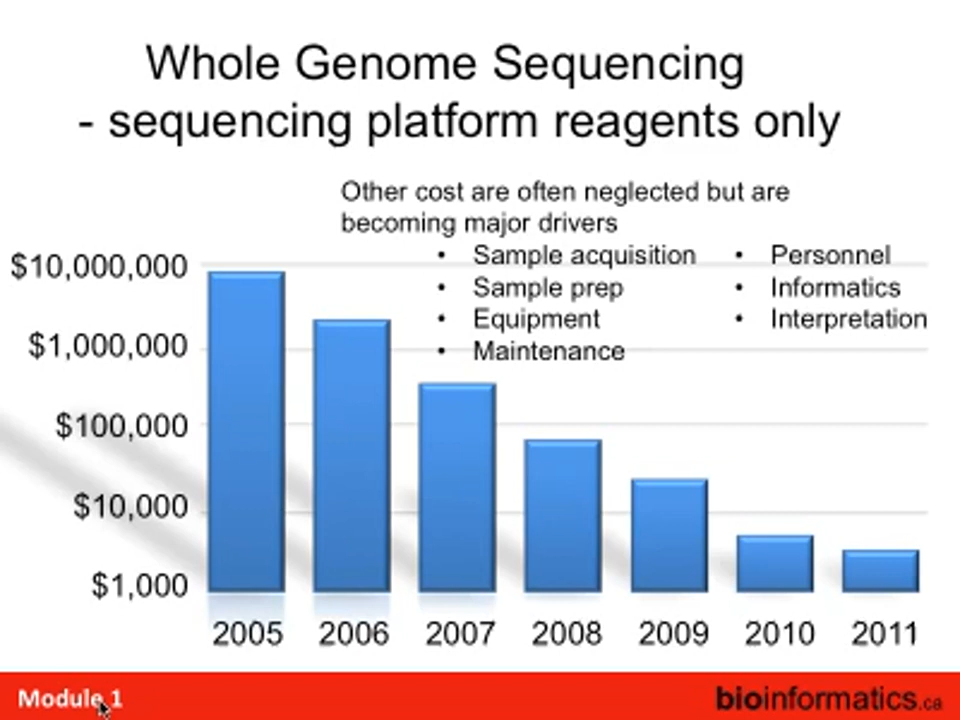 Whole Genome Sequencing
- sequencing platform reagents only
Other cost are often neglected but are
becoming major drivers
• Sample acquisition
• Sample prep
• Equipment
• Maintenance
• Personnel
• Informatics
• Interpretation
$10,000,000
$1,000,000
$100,000
$10,000
$1,000
2005 2006 2007 2008 2009 2010 2011
Module 1
bioinformatics.ca